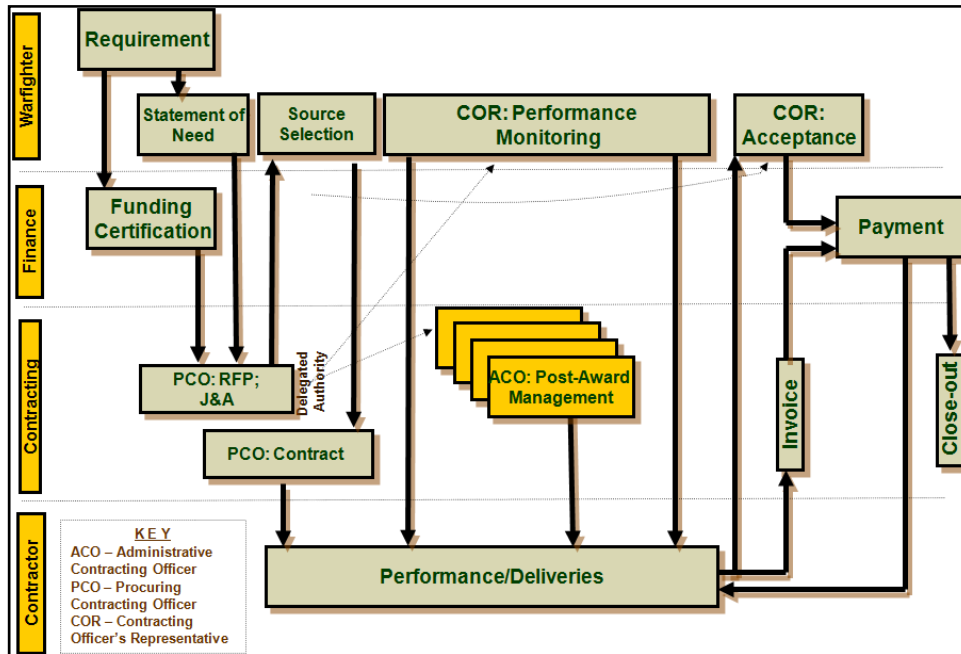 Warfighter
Requirement
Statement of
Need
Source
Selection
COR: Performance
Monitoring
COR:
Acceptance
Finance
Funding
Certification
Payment
Contracting
PCO: RFP;
J&A
Delegated
Authority
ACO: Post-Award
Management
PCO: Contract
Invoice
Close-out
Contractor
Performance/Deliveries
K E Y
ACO – Administrative
Contracting Officer
PCO – Procuring
Contracting Officer
COR – Contracting
Officer's Representative